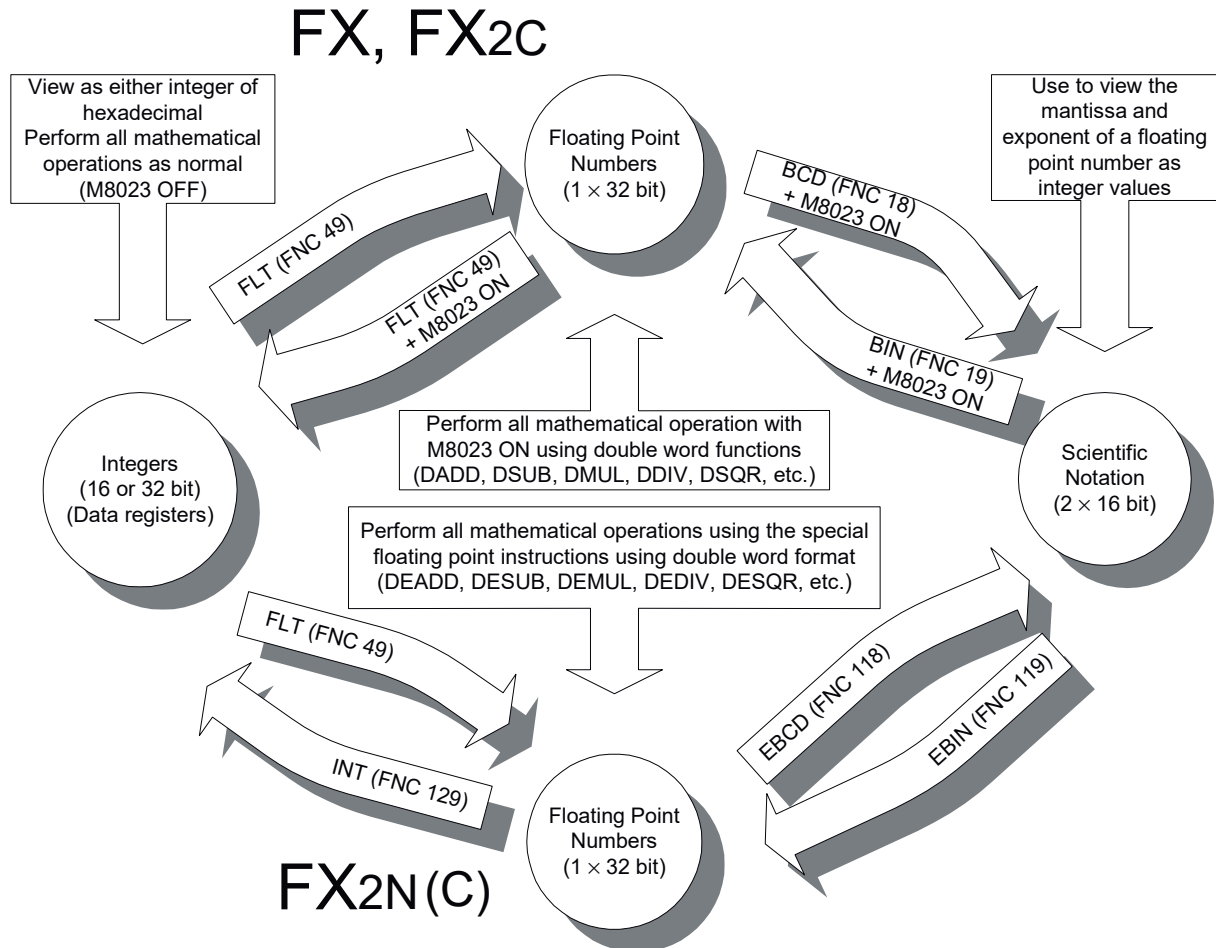 FX, FX2C
View as either integer of
hexadecimal
Perform all mathematical
operations as normal
(M8023 OFF)
Floating Point
Numbers
(1 × 32 bit)
Use to view the
mantissa and
exponent of a floating
point number as
integer values
FLT (FNC 49)
FLT (FNC 49)
+ M8023 ON
BCD (FNC 18)
+ M8023 ON
BIN (FNC 19)
+ M8023 ON
Integers
(16 or 32 bit)
(Data registers)
Perform all mathematical operation with
M8023 ON using double word functions
(DADD, DSUB, DMUL, DDIV, DSQR, etc.)
Scientific
Notation
(2 × 16 bit)
Perform all mathematical operations using the special
floating point instructions using double word format
(DEADD, DESUB, DEMUL, DEDIV, DESQR, etc.)
FLT (FNC 49)
INT (FNC 129)
EBCD (FNC 118)
EBIN (FNC 119)
Floating Point
Numbers
(1 × 32 bit)
FX2N (C)